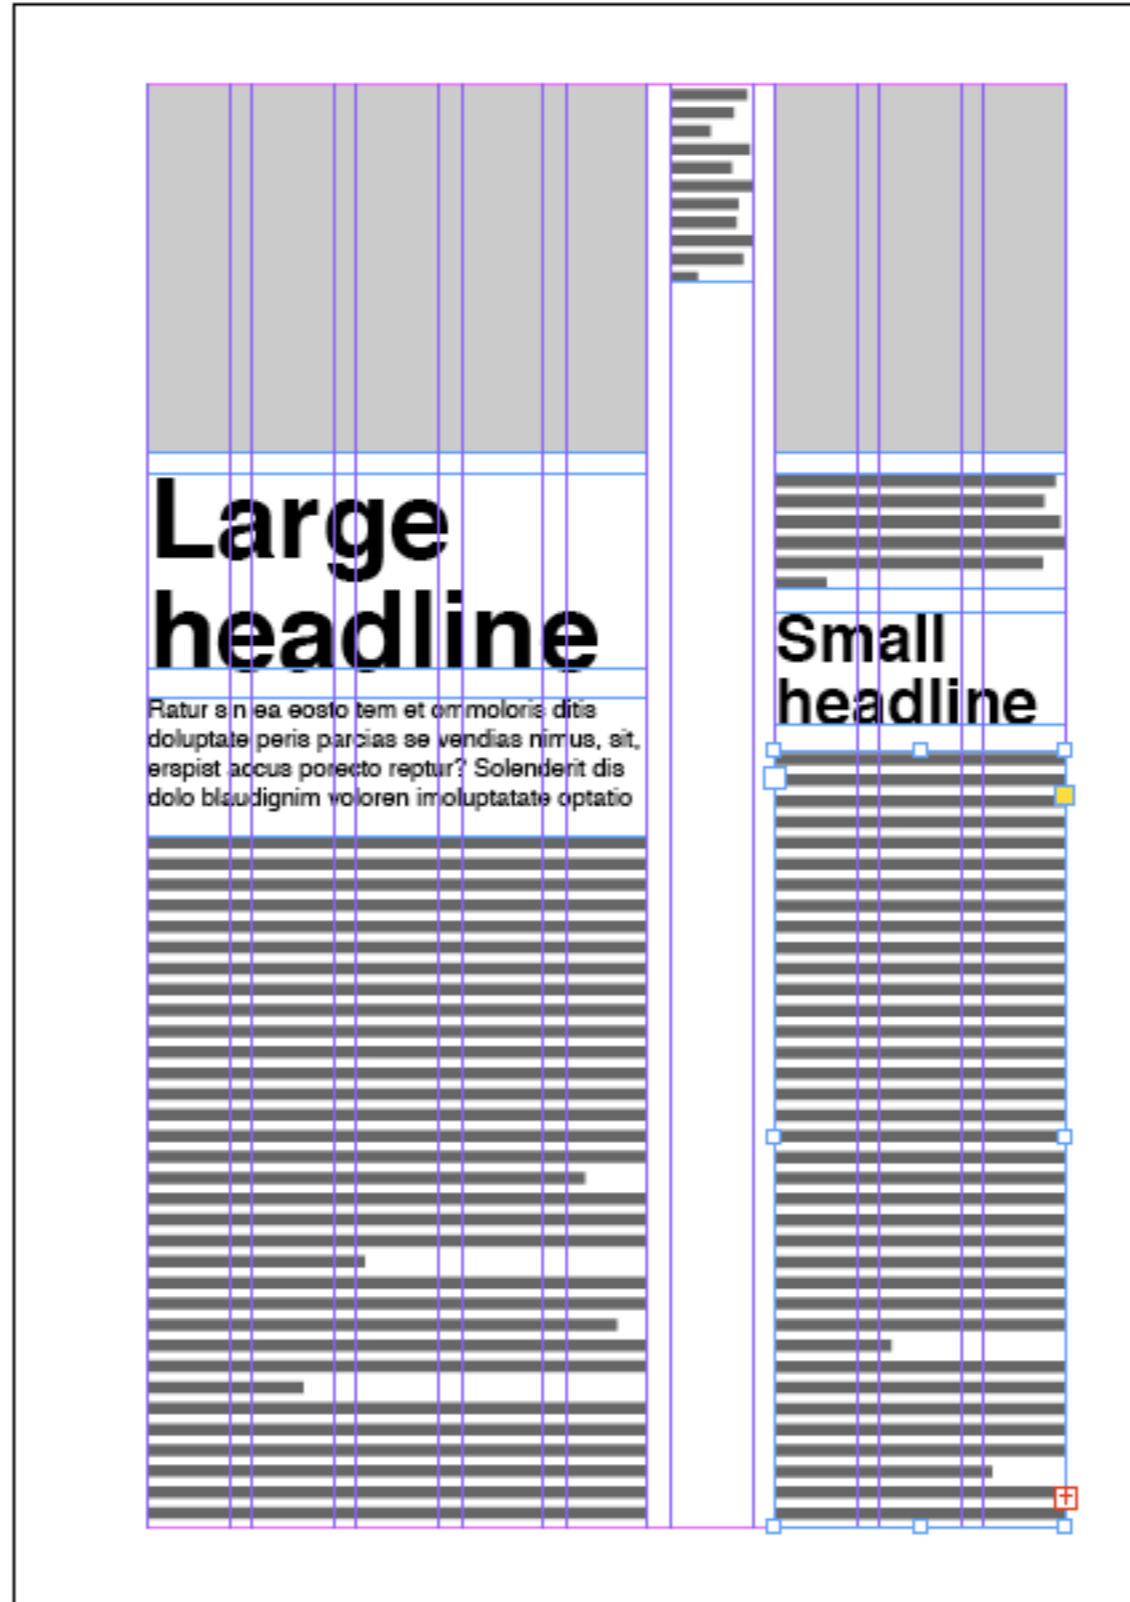 Large
headline
Ratur sin ea eosto tem et ommoloris ditis
doluptate peris parcias se vendias nimus, sit,
erspist accus porecto reptur? Solenderit dis
dolo blaudignim voloren imoluptatate optatio
Small
headline